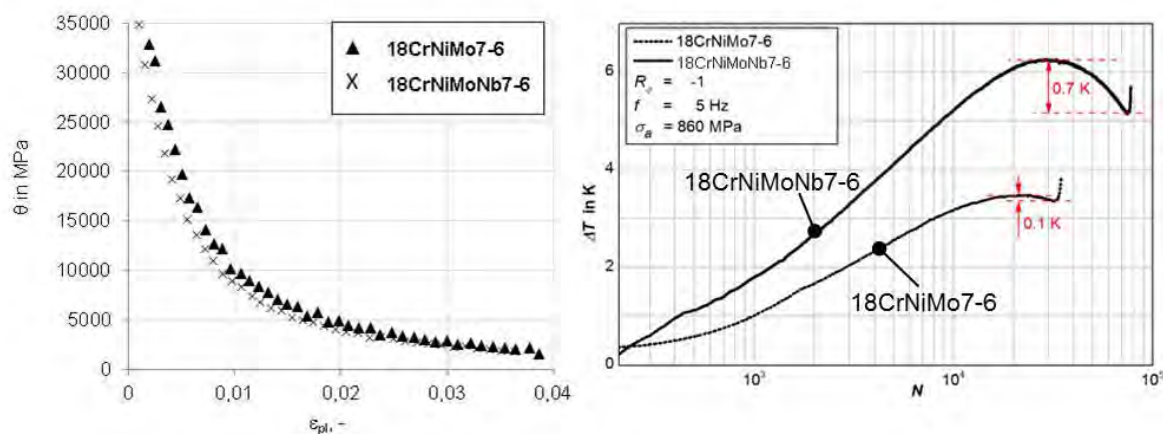 35000
30000
25000
20000
15000
10000
5000
0
θ in MPa
▲ 18CrNiMo7-6
× 18CrNiMoNb7-6
0 0,01 0,02 0,03 0,04
εpl, -
18CrNiMo7-6
18CrNiMoNb7-6
= -1
f = 5 Hz
σa = 860 MPa
6
4
2
0
ΔT in K
0.7 K
0.1 K
18CrNiMoNb7-6
18CrNiMo7-6
10³ 10⁴ 10⁵
N